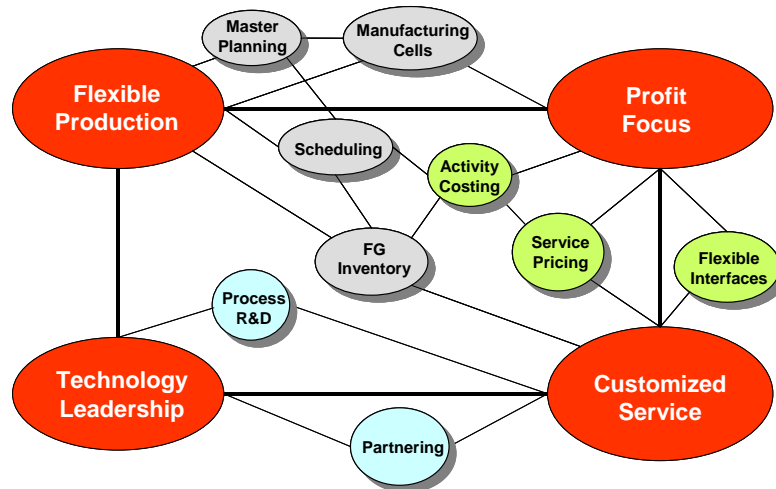 Master
Planning
Manufacturing
Cells
Flexible
Production
Profit
Focus
Scheduling
Activity
Costing
FG
Inventory
Service
Pricing
Flexible
Interfaces
Process
R&D
Technology
Leadership
Customized
Service
Partnering